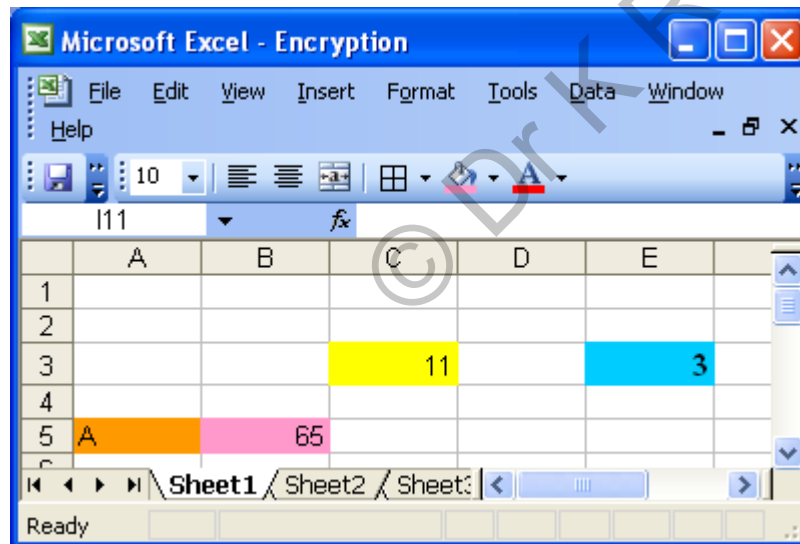 Microsoft Excel - Encryption
File Edit View Insert Format Tools Data Window
Help
10
I11 fx
A B C D E
1
2
3 11 3
4
5 A 65
Sheet1 Sheet2 Sheet3
Ready
© Dr K